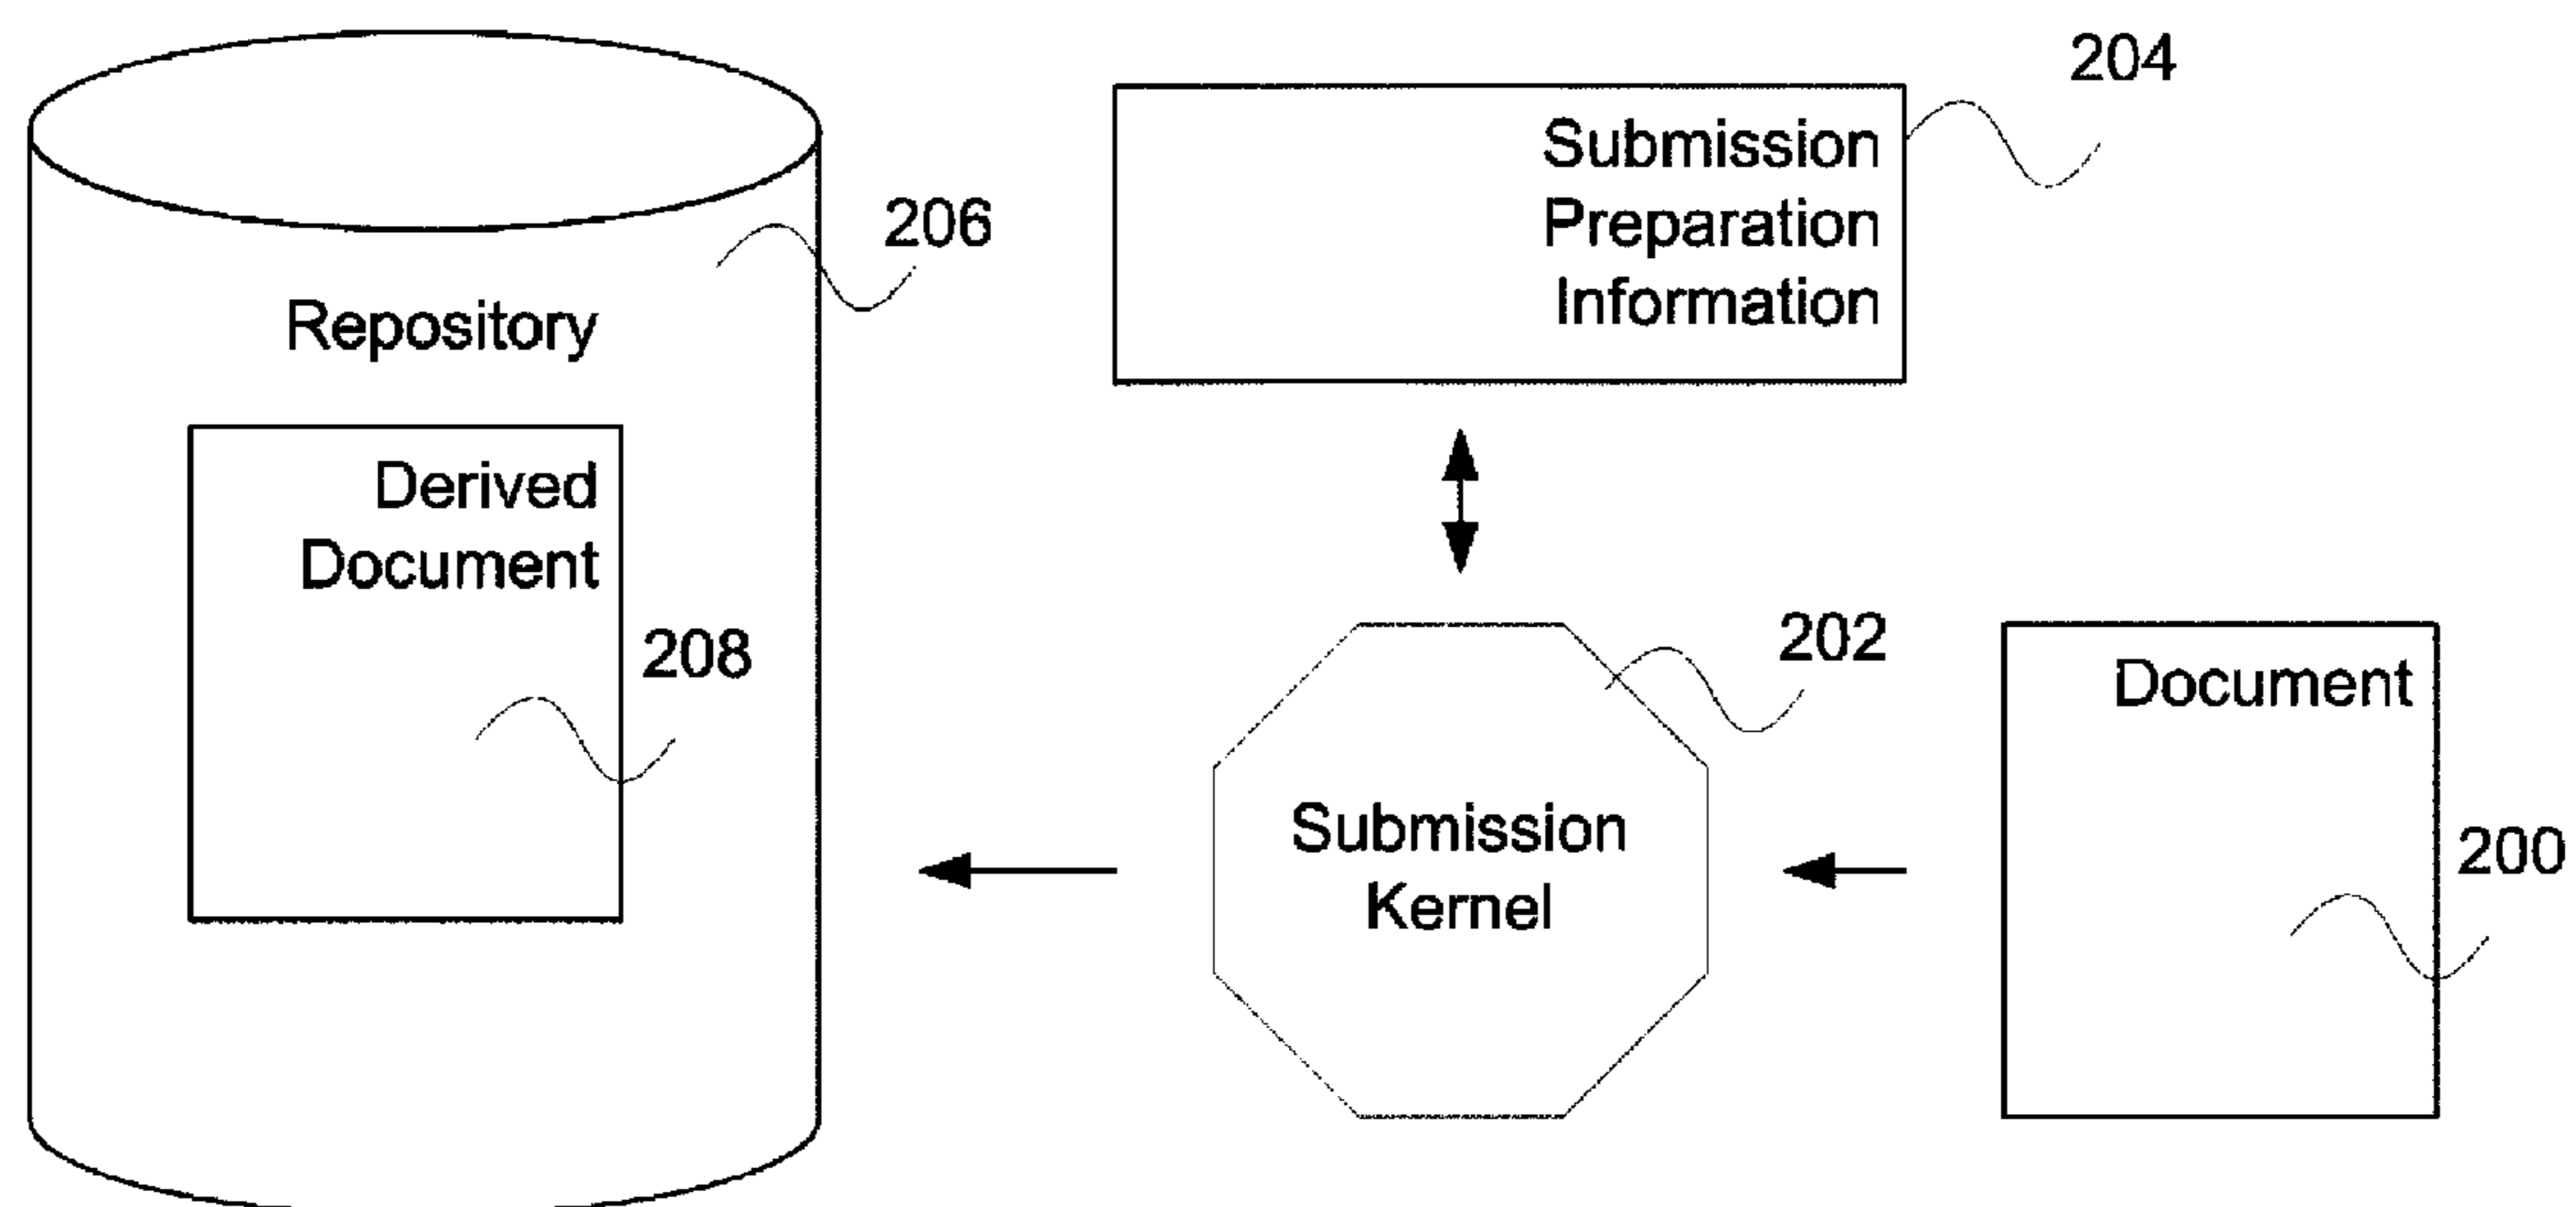 204
Submission
Preparation
Information
206
Repository
Derived
Document
208
202
Submission
Kernel
Document
200